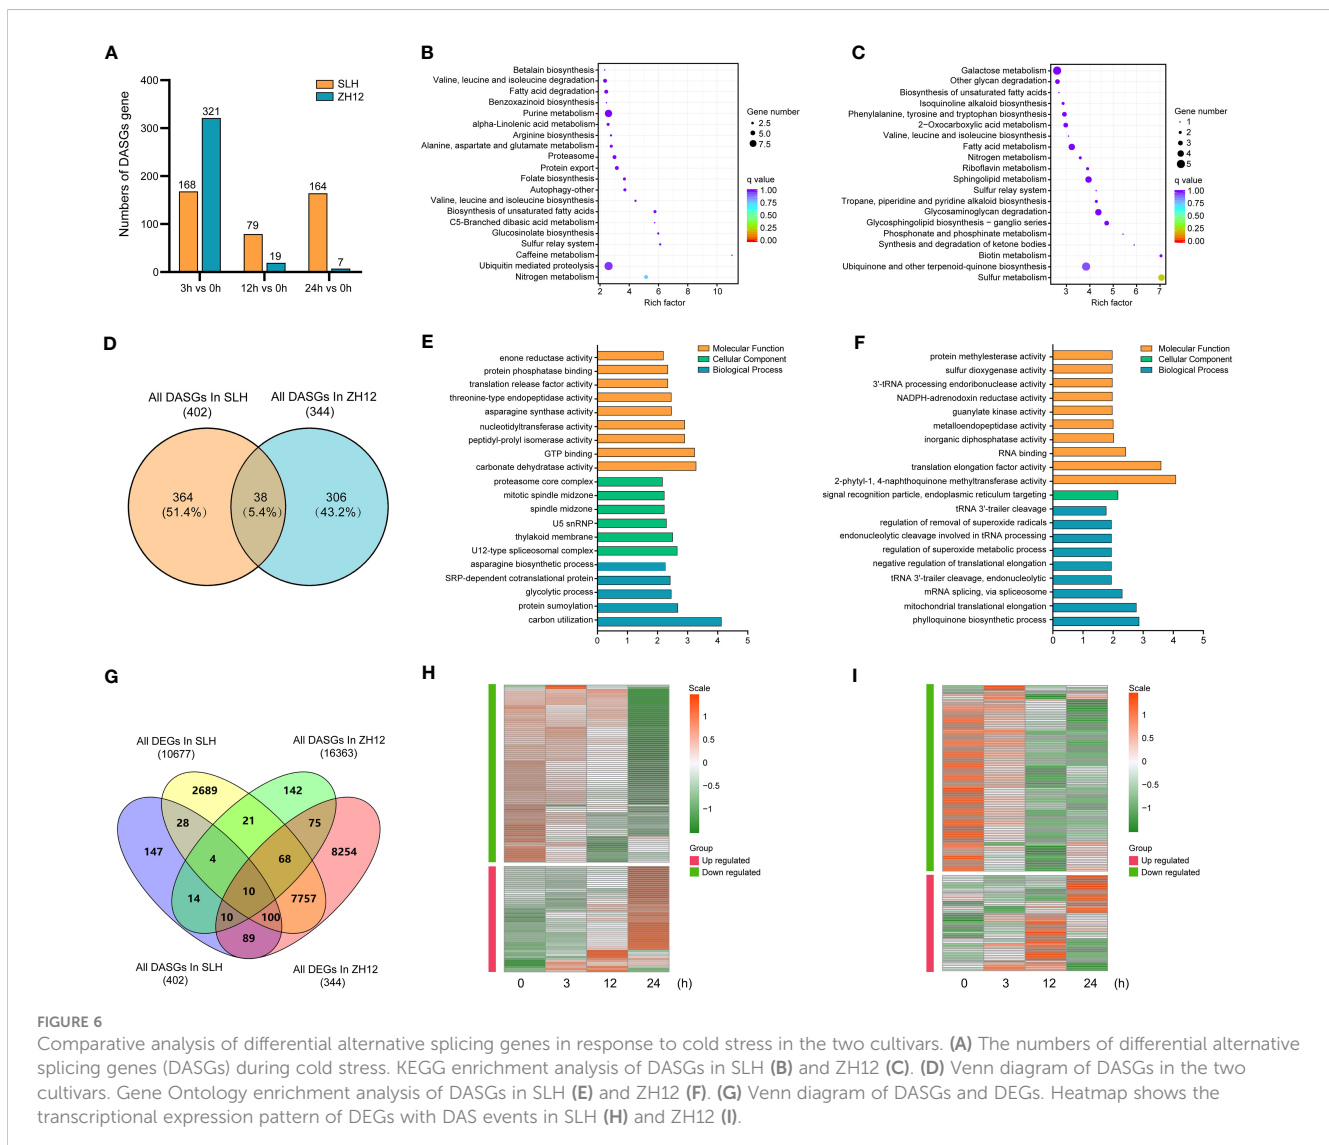 A
SLH
ZH12
Numbers of DASGs gene
400
300
200
100
0
168
321
79
19
164
7
3h vs 0h
12h vs 0h
24h vs 0h
B
Betalain biosynthesis
Valine, leucine and isoleucine degradation
Fatty acid degradation
Benzoxazinoid biosynthesis
Purine metabolism
alpha-Linolenic acid metabolism
Arginine biosynthesis
Alanine, aspartate and glutamate metabolism
Proteasome
Protein export
Folate biosynthesis
Autophagy-other
Valine, leucine and isoleucine biosynthesis
Biosynthesis of unsaturated fatty acids
C5-Branched dibasic acid metabolism
Glucosinolate biosynthesis
Sulfur relay system
Caffeine metabolism
Ubiquitin mediated proteolysis
Nitrogen metabolism
2 4 6 8 10
Rich factor
Gene number
2.5
5.0
7.5
q value
1.00
0.75
0.50
0.25
0.00
C
Galactose metabolism
Other glycan degradation
Biosynthesis of unsaturated fatty acids
Isoquinoline alkaloid biosynthesis
Phenylalanine, tyrosine and tryptophan biosynthesis
2-Oxocarboxylic acid metabolism
Valine, leucine and isoleucine biosynthesis
Fatty acid metabolism
Nitrogen metabolism
Riboflavin metabolism
Sphingolipid metabolism
Sulfur relay system
Tropane, piperidine and pyridine alkaloid biosynthesis
Glycosaminoglycan degradation
Glycosphingolipid biosynthesis - ganglio series
Phosphonate and phosphinate metabolism
Synthesis and degradation of ketone bodies
Biotin metabolism
Ubiquinone and other terpenoid-quinone biosynthesis
Sulfur metabolism
3 4 5 6 7
Rich factor
Gene number
1
2
3
4
5
q value
1.00
0.75
0.50
0.25
0.00
D
All DASGs In SLH
(402)
All DASGs In ZH12
(344)
364
(51.4%)
38
(5.4%)
306
(43.2%)
E
enone reductase activity
protein phosphatase binding
translation release factor activity
threonine-type endopeptidase activity
asparagine synthase activity
nucleotidyltransferase activity
peptidyl-prolyl isomerase activity
GTP binding
carbonate dehydratase activity
proteasome core complex
mitotic spindle midzone
spindle midzone
U5 snRNP
thylakoid membrane
U12-type spliceosomal complex
asparagine biosynthetic process
SRP-dependent cotranslational protein
glycolytic process
protein sumoylation
carbon utilization
0 1 2 3 4 5
Molecular Function
Cellular Component
Biological Process
F
protein methylesterase activity
sulfur dioxygenase activity
3'-tRNA processing endoribonuclease activity
NADPH-adrenodoxin reductase activity
guanylate kinase activity
metalloendopeptidase activity
inorganic diphosphatase activity
RNA binding
translation elongation factor activity
2-phytyl-1, 4-naphthoquinone methyltransferase activity
signal recognition particle, endoplasmic reticulum targeting
tRNA 3'-trailer cleavage
regulation of removal of superoxide radicals
endonucleolytic cleavage involved in tRNA processing
regulation of superoxide metabolic process
negative regulation of translational elongation
tRNA 3'-trailer cleavage, endonucleolytic
mRNA splicing, via spliceosome
mitochondrial translational elongation
phylloquinone biosynthetic process
0 1 2 3 4 5
Molecular Function
Cellular Component
Biological Process
G
All DEGs In SLH
(10677)
All DASGs In ZH12
(16363)
2689
142
28
21
75
147
4
68
8254
10
14
7757
10
100
89
All DASGs In SLH
(402)
All DEGs In ZH12
(344)
H
Scale
1
0.5
0
−0.5
−1
Group
Up regulated
Down regulated
0 3 12 24 (h)
I
Scale
1
0.5
0
−0.5
−1
Group
Up regulated
Down regulated
0 3 12 24 (h)
FIGURE 6
Comparative analysis of differential alternative splicing genes in response to cold stress in the two cultivars. (A) The numbers of differential alternative
splicing genes (DASGs) during cold stress. KEGG enrichment analysis of DASGs in SLH (B) and ZH12 (C). (D) Venn diagram of DASGs in the two
cultivars. Gene Ontology enrichment analysis of DASGs in SLH (E) and ZH12 (F). (G) Venn diagram of DASGs and DEGs. Heatmap shows the
transcriptional expression pattern of DEGs with DAS events in SLH (H) and ZH12 (I).